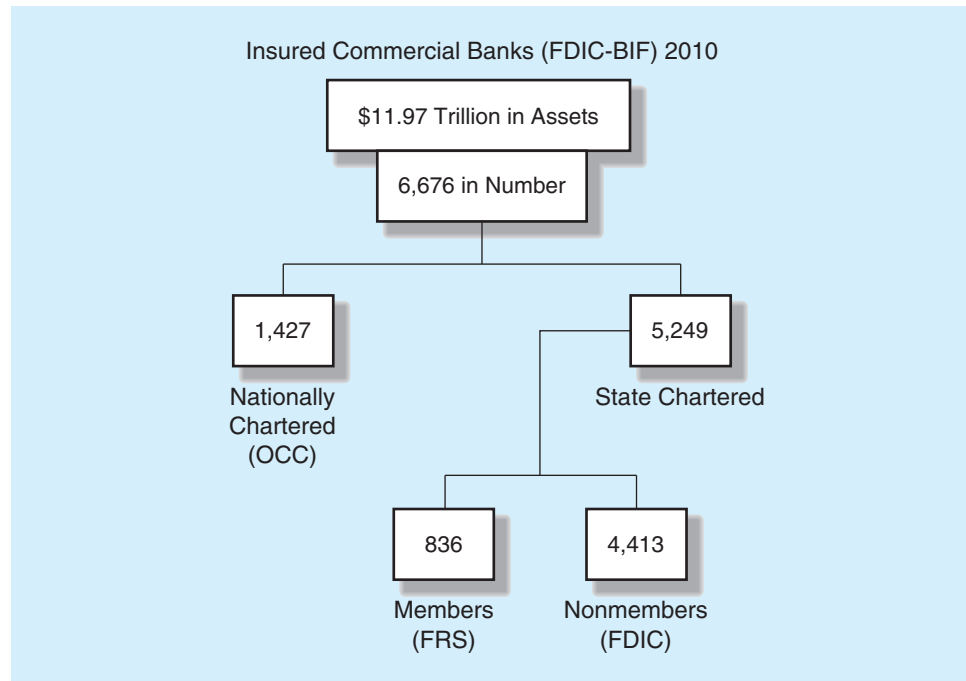 Insured Commercial Banks (FDIC-BIF) 2010
$11.97 Trillion in Assets
6,676 in Number
1,427
5,249
Nationally
Chartered
(OCC)
State Chartered
836
4,413
Members
(FRS)
Nonmembers
(FDIC)